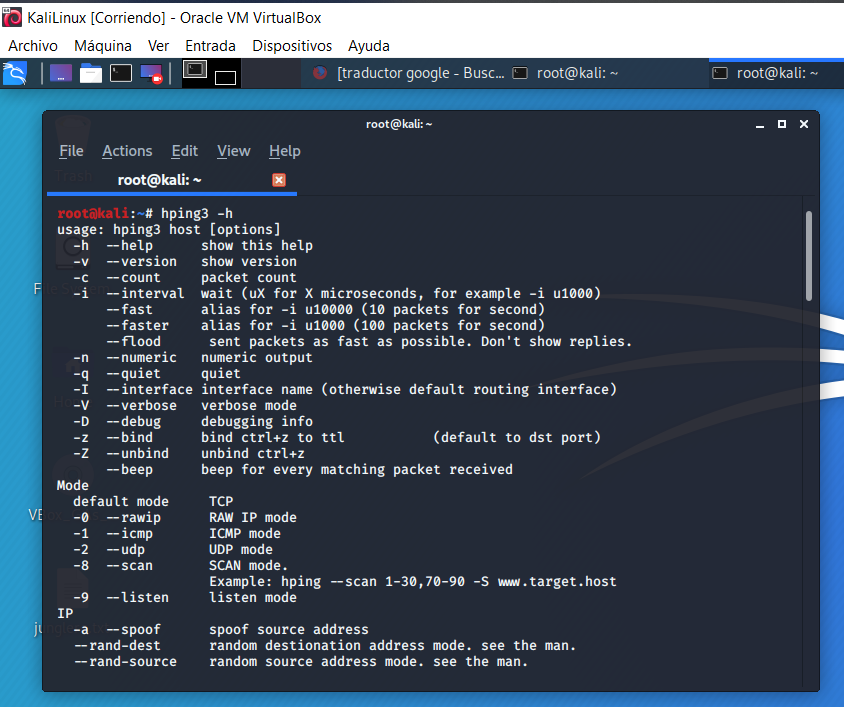 KaliLinux [Corriendo] - Oracle VM VirtualBox
Archivo Máquina Ver Entrada Dispositivos Ayuda
[traductor google - Busc... root@kali: ~ root@kali: ~
root@kali: ~
File Actions Edit View Help
root@kali: ~
root@kali:~# hping3 -h
usage: hping3 host [options]
  -h  --help      show this help
  -v  --version   show version
  -c  --count     packet count
  -i  --interval  wait (uX for X microseconds, for example -i u1000)
      --fast      alias for -i u10000 (10 packets for second)
      --faster    alias for -i u1000 (100 packets for second)
      --flood      sent packets as fast as possible. Don't show replies.
  -n  --numeric   numeric output
  -q  --quiet     quiet
  -I  --interface interface name (otherwise default routing interface)
  -V  --verbose   verbose mode
  -D  --debug     debugging info
  -z  --bind      bind ctrl+z to ttl           (default to dst port)
  -Z  --unbind    unbind ctrl+z
      --beep      beep for every matching packet received
Mode
  default mode     TCP
  -0  --rawip      RAW IP mode
  -1  --icmp       ICMP mode
  -2  --udp        UDP mode
  -8  --scan       SCAN mode.
                   Example: hping --scan 1-30,70-90 -S www.target.host
  -9  --listen     listen mode
IP
  -a  --spoof      spoof source address
  --rand-dest      random destionation address mode. see the man.
  --rand-source    random source address mode. see the man.